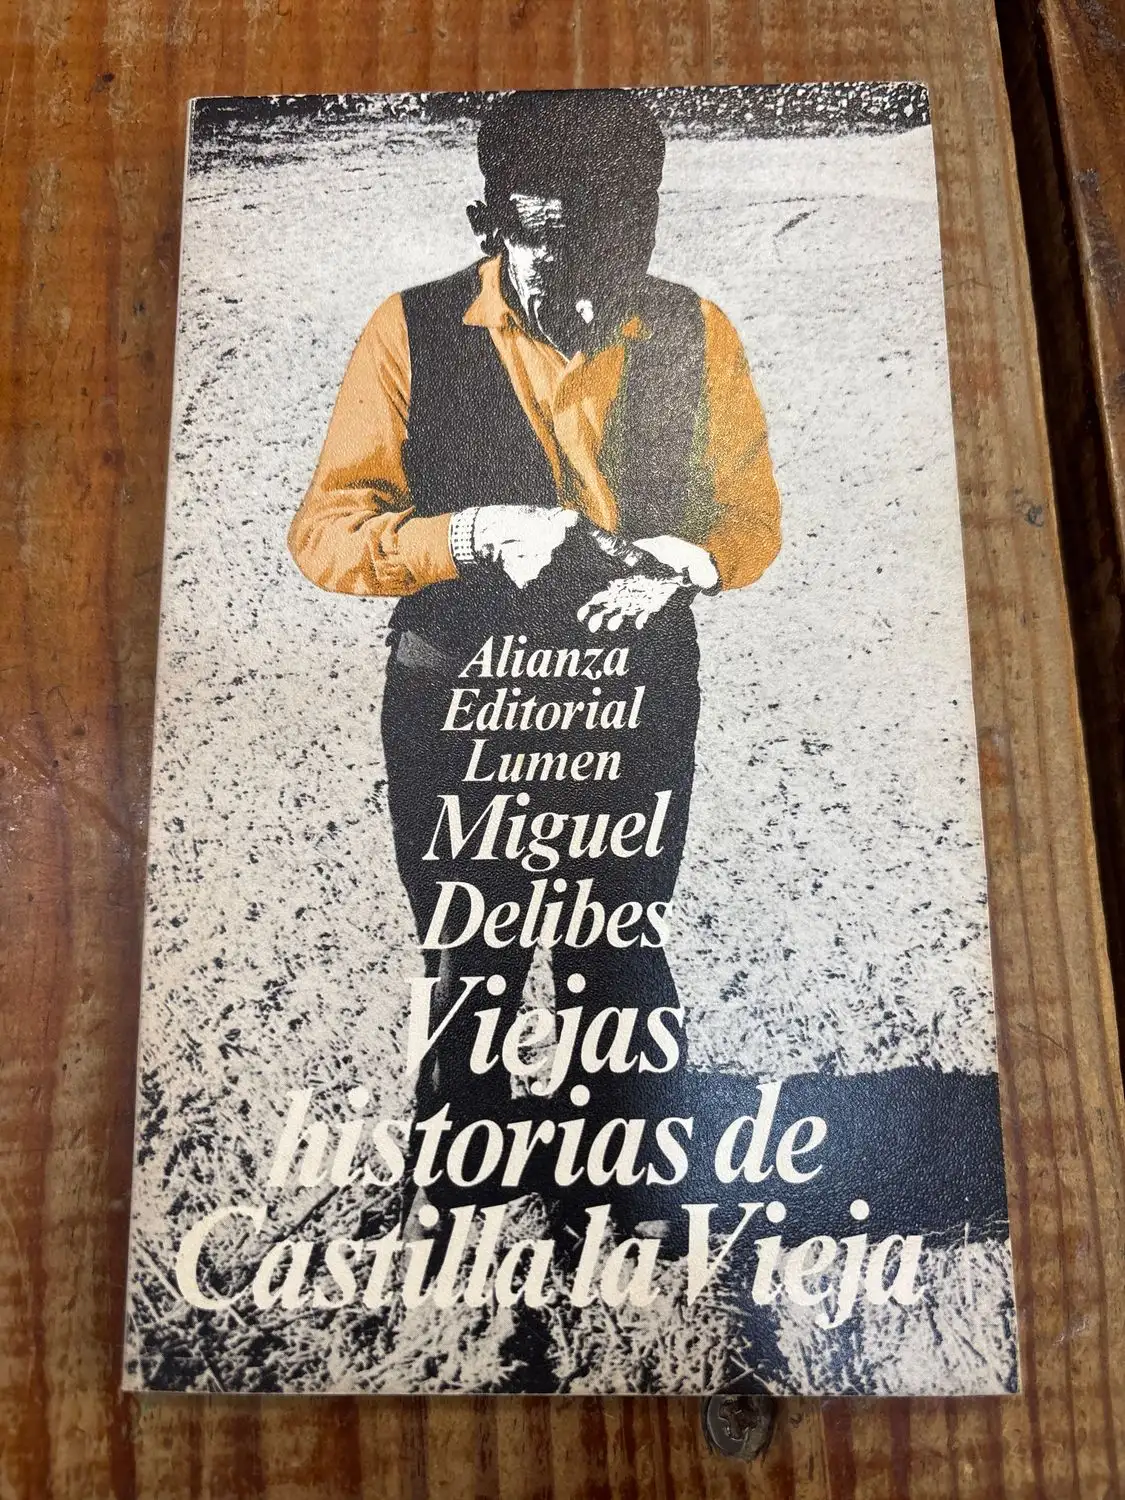 Alianza
Editorial
Lumen
Miguel
Delibes
Viejas
historias de
Castilla la Vieja